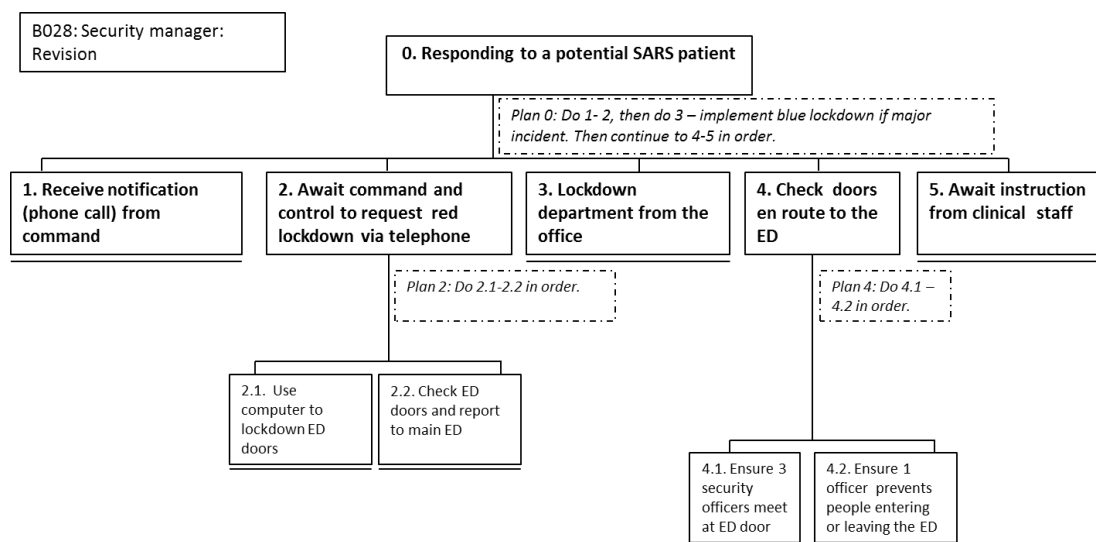 B028: Security manager:
Revision
0. Responding to a potential SARS patient
Plan 0: Do 1- 2, then do 3 – implement blue lockdown if major
incident. Then continue to 4-5 in order.
1. Receive notification
(phone call) from
command
2. Await command and
control to request red
lockdown via telephone
3. Lockdown
department from the
office
4. Check doors
en route to the
ED
5. Await instruction
from clinical staff
Plan 2: Do 2.1-2.2 in order.
Plan 4: Do 4.1 –
4.2 in order.
2.1. Use
computer to
lockdown ED
doors
2.2. Check ED
doors and report
to main ED
4.1. Ensure 3
security
officers meet
at ED door
4.2. Ensure 1
officer prevents
people entering
or leaving the ED